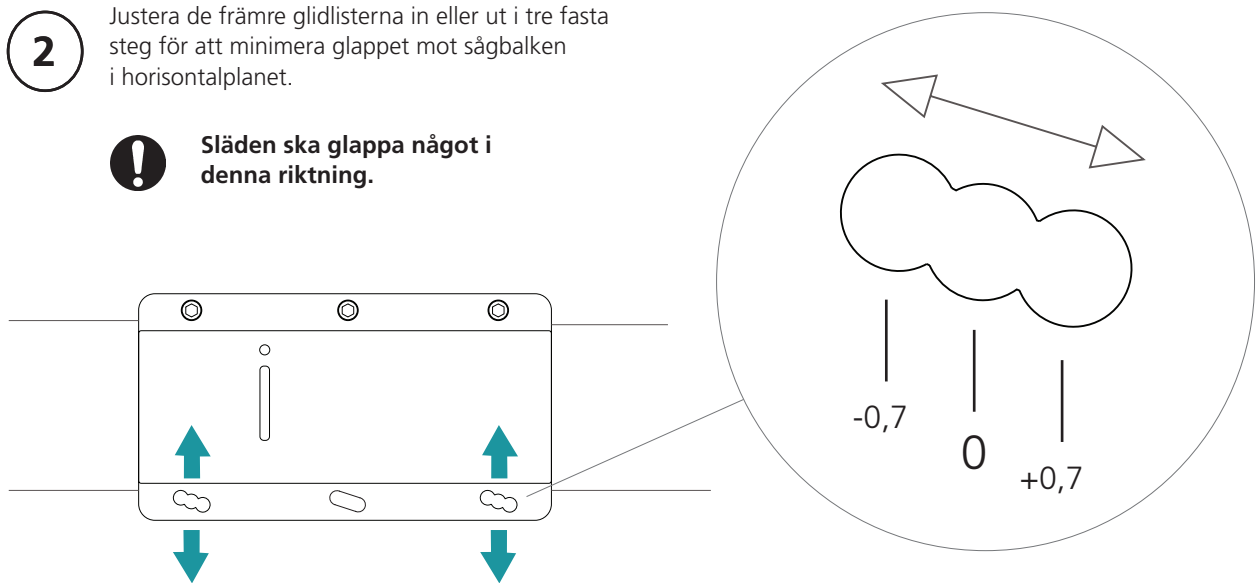 2
Justera de främre glidlisterna in eller ut i tre fasta
steg för att minimera glappet mot sågbalken
i horisontalplanet.
Släden ska glappa något i
denna riktning.
-0,7
0
+0,7